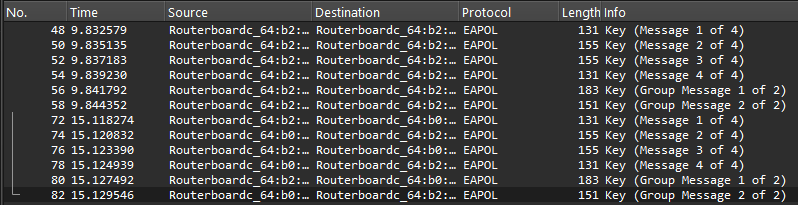 No. Time Source Destination Protocol Length Info
48 9.832579 Routerboardc_64:b2:… Routerboardc_64:b2:… EAPOL 131 Key (Message 1 of 4)
50 9.835135 Routerboardc_64:b2:… Routerboardc_64:b2:… EAPOL 155 Key (Message 2 of 4)
52 9.837183 Routerboardc_64:b2:… Routerboardc_64:b2:… EAPOL 155 Key (Message 3 of 4)
54 9.839230 Routerboardc_64:b2:… Routerboardc_64:b2:… EAPOL 131 Key (Message 4 of 4)
56 9.841792 Routerboardc_64:b2:… Routerboardc_64:b2:… EAPOL 183 Key (Group Message 1 of 2)
58 9.844352 Routerboardc_64:b2:… Routerboardc_64:b2:… EAPOL 151 Key (Group Message 2 of 2)
72 15.118274 Routerboardc_64:b2:… Routerboardc_64:b0:… EAPOL 131 Key (Message 1 of 4)
74 15.120832 Routerboardc_64:b0:… Routerboardc_64:b2:… EAPOL 155 Key (Message 2 of 4)
76 15.123390 Routerboardc_64:b2:… Routerboardc_64:b0:… EAPOL 155 Key (Message 3 of 4)
78 15.124939 Routerboardc_64:b0:… Routerboardc_64:b2:… EAPOL 131 Key (Message 4 of 4)
80 15.127492 Routerboardc_64:b2:… Routerboardc_64:b0:… EAPOL 183 Key (Group Message 1 of 2)
82 15.129546 Routerboardc_64:b0:… Routerboardc_64:b2:… EAPOL 151 Key (Group Message 2 of 2)